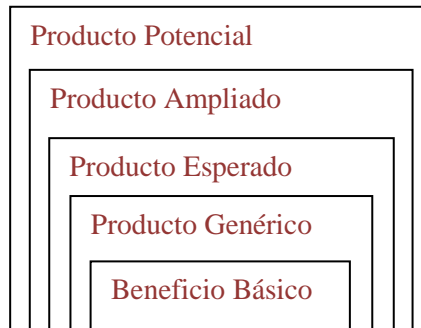 Producto Potencial
Producto Ampliado
Producto Esperado
Producto Genérico
Beneficio Básico